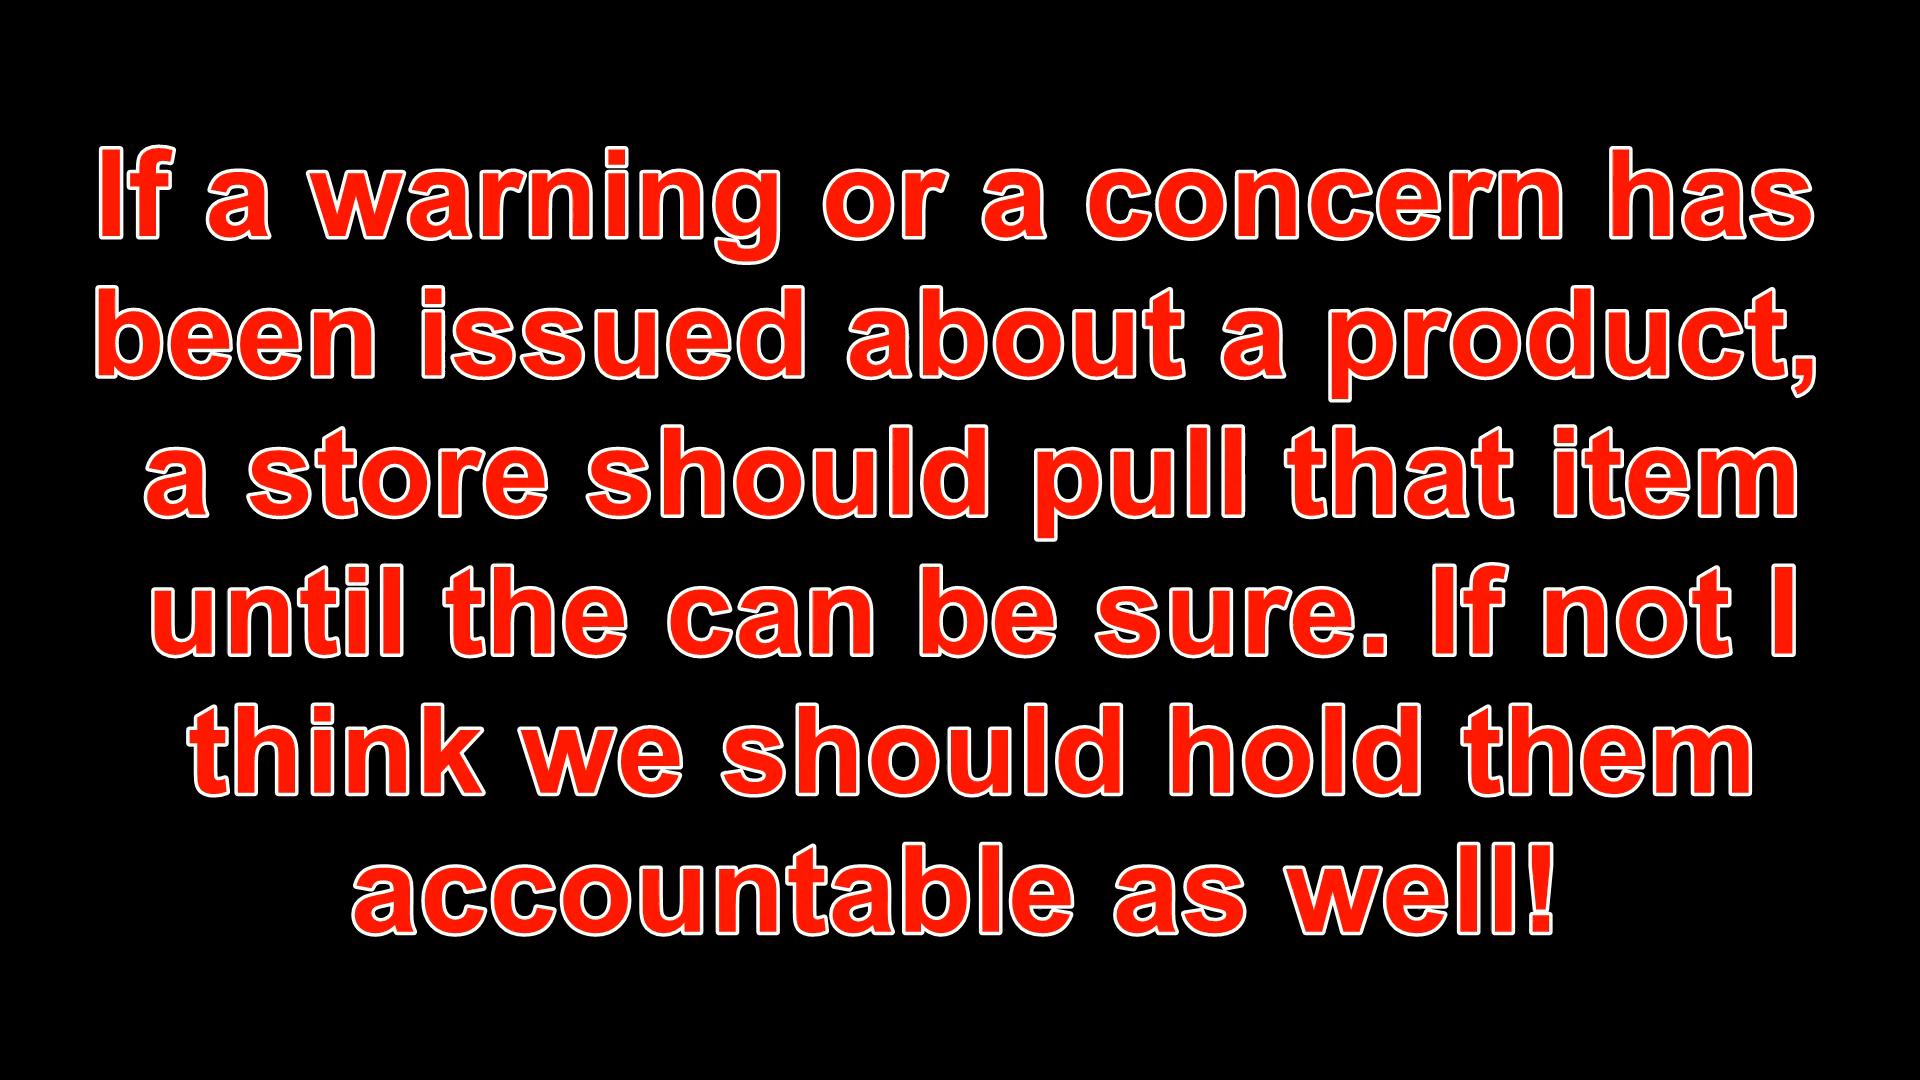 If a warning or a concern has
been issued about a product,
a store should pull that item
until the can be sure. If not I
think we should hold them
accountable as well!